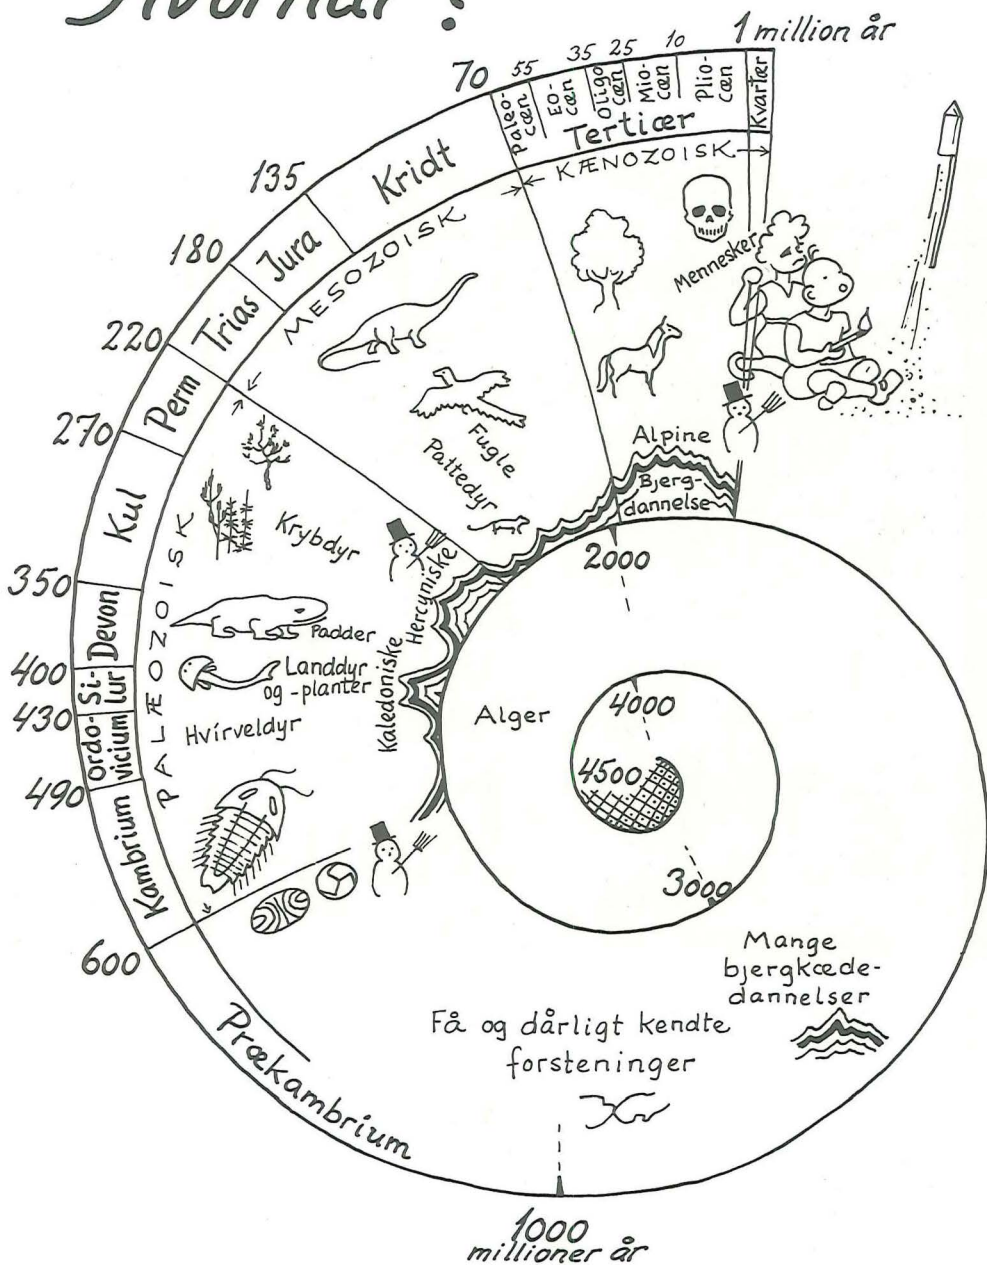 Hvornår?
1 million år
10
25
35
55
70
135
180
220
270
350
400
430
490
600
Kvartær
Plio-
cæn
Mio-
cæn
Oligo
cæn
Eo-
cæn
Paleo-
cæn
Tertiær
Kridt
Jura
Trias
Perm
Kul
Devon
Si-
lur
Ordo-
vicium
Kambrium
Prækambrium
KÆNOZOISK
MESOZOISK
PALÆOZOISK
Mennesker
Fugle
Pattedyr
Alpine
Bjerg-
dannelse
Krybdyr
Hercyniske
Padder
Landdyr
og -planter
Kaledoniske
Hvirveldyr
2000
Alger
4000
4500
3000
Mange
bjergkæde-
dannelser
Få og dårligt kendte
forsteninger
1000
millioner år